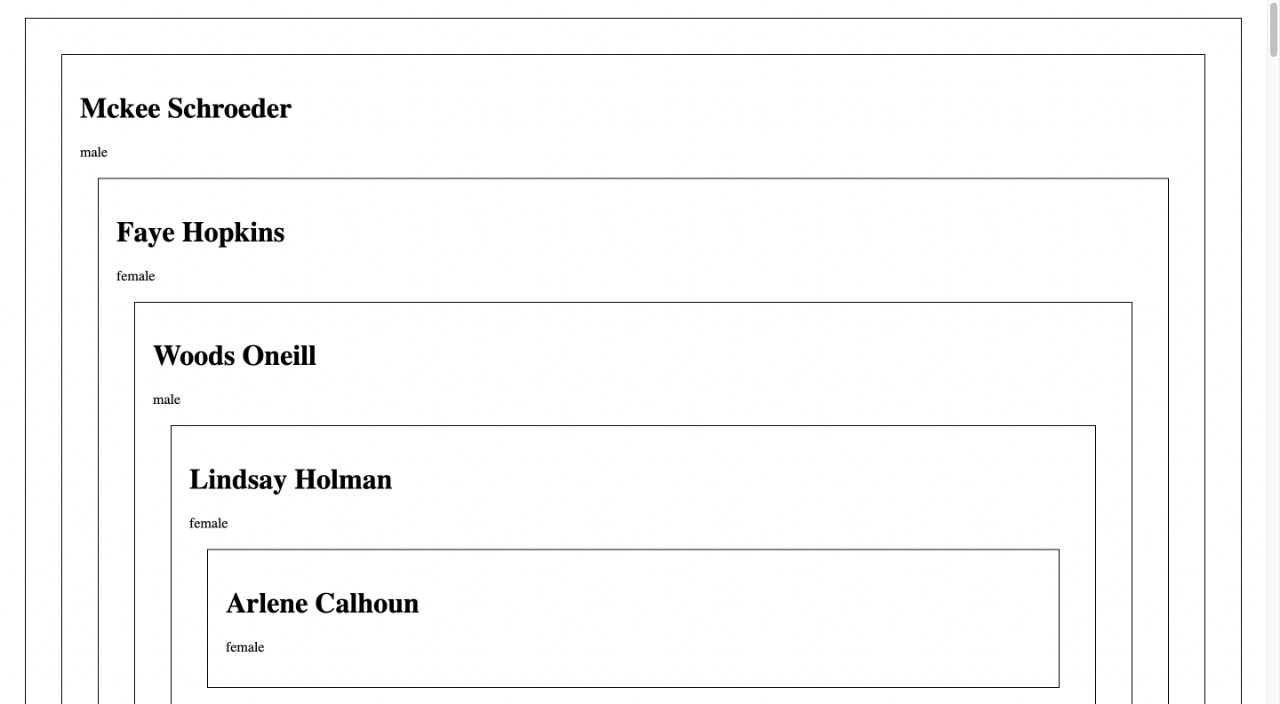 Mckee Schroeder
male
Faye Hopkins
female
Woods Oneill
male
Lindsay Holman
female
Arlene Calhoun
female